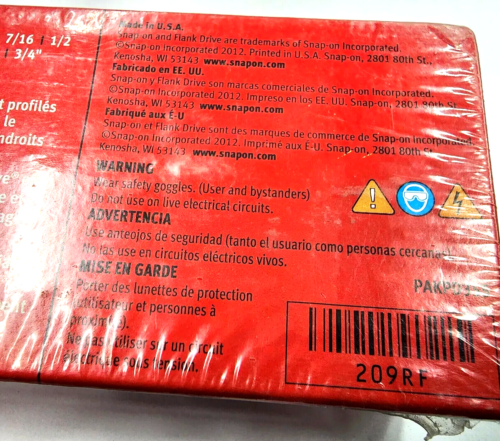 7/16 | 1/2
| 3/4"
t profilés
le
ndroits
Made in U.S.A.
Snap-on and Flank Drive are trademarks of Snap-on Incorporated.
©Snap-on Incorporated 2012. Printed in U.S.A. Snap-on, 2801 80th St.,
Kenosha, WI 53143 www.snapon.com
Fabricado en EE. UU.
Snap-on y Flank Drive son marcas comerciales de Snap-on Incorporated.
©Snap-on Incorporated 2012. Impreso en los EE. UU. Snap-on, 2801 80th St.,
Kenosha, WI 53143 www.snapon.com
Fabriqué aux É-U
Snap-on et Flank Drive sont des marques de commerce de Snap-on Incorporated.
©Snap-on Incorporated 2012. Imprimé aux É-U. Snap-on, 2801 80th St.,
Kenosha, WI 53143 www.snapon.com
WARNING
Wear safety goggles. (User and bystanders)
Do not use on live electrical circuits.
ADVERTENCIA
Use anteojos de seguridad (tanto el usuario como personas cercanas).
No las use en circuitos eléctricos vivos.
MISE EN GARDE
Porter des lunettes de protection
(utilisateur et personnes à
proximité).
Ne pas utiliser sur un circuit
électrique sous tension.
209RF